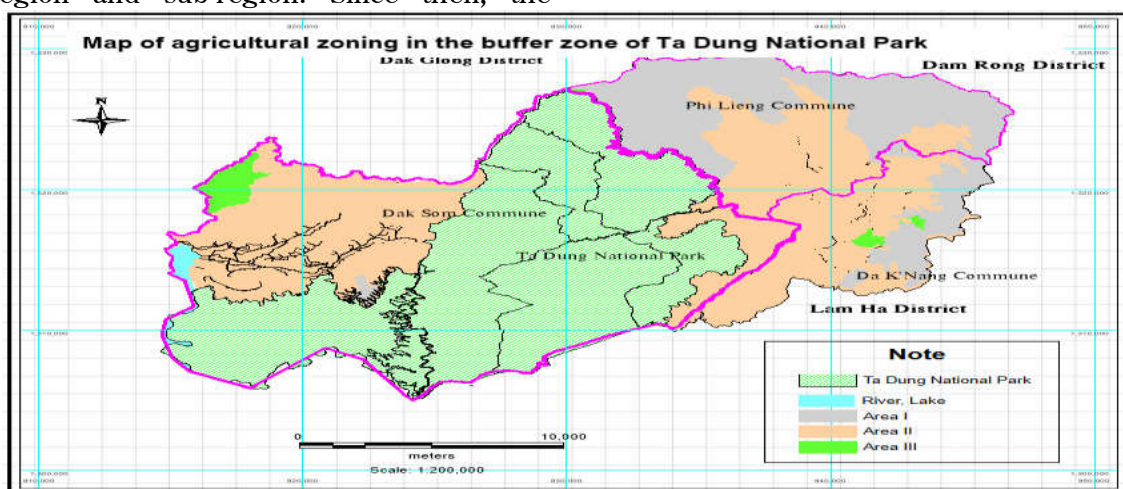 region and sub-region. Since then, the
Map of agricultural zoning in the buffer zone of Ta Dung National Park
Dak Glong District
Dam Rong District
N
Phi Lieng Commune
Dak Som Commune
Ta Dung National Park
Da K'Nang Commune
Lam Ha District
Note
Ta Dung National Park
River, Lake
Area I
Area II
Area III
0 10,000
meters
Scale: 1:200,000